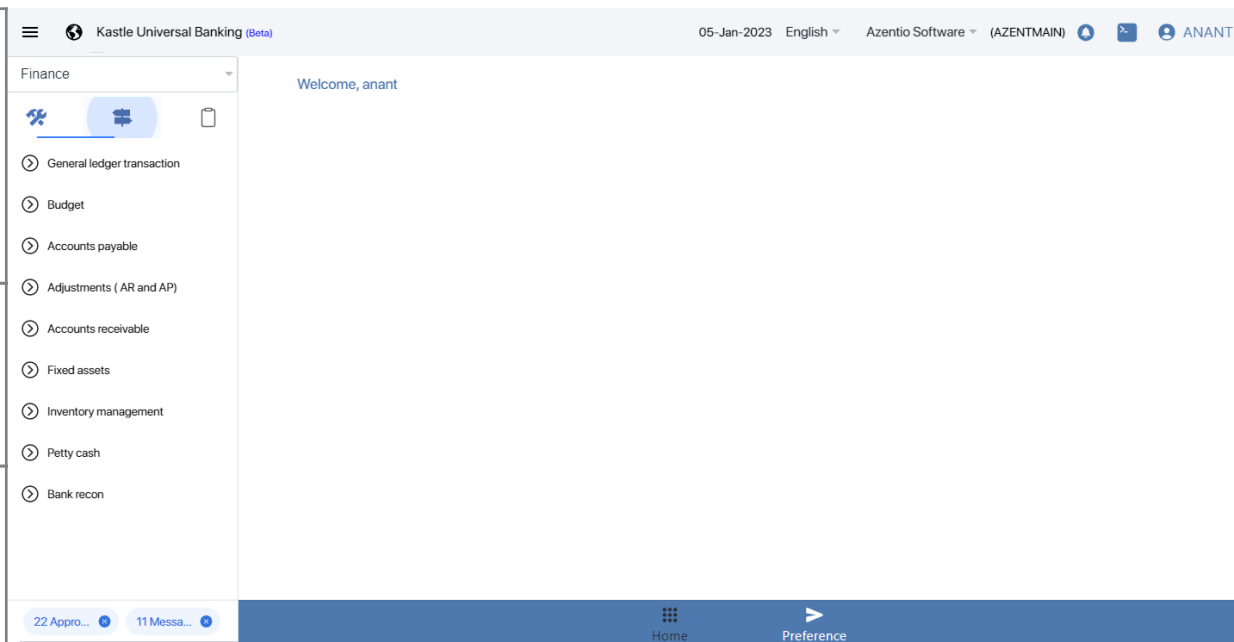 Kastle Universal Banking (Beta) 05-Jan-2023 English Azentio Software (AZENTMAIN) ANANT
Finance
Welcome, anant
General ledger transaction
Budget
Accounts payable
Adjustments ( AR and AP)
Accounts receivable
Fixed assets
Inventory management
Petty cash
Bank recon
22 Appro... 11 Messa...
Home Preference